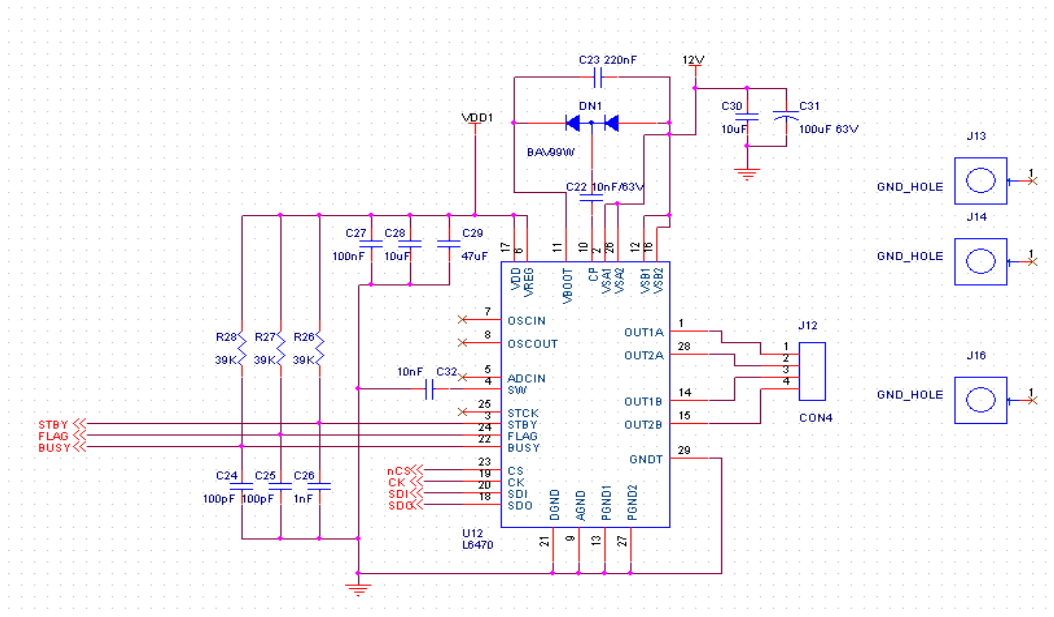 C23 220nF
12V
DN1
C30
C31
10uF
100uF 63V
VDD1
BAV99W
J13
1
GND_HOLE
C22 10nF/63V
J14
1
GND_HOLE
C27
C28
C29
100nF
10uF
47uF
17
6
11
10
2
26
12
16
VDD
VREG
VBOOT
CP
VSA1
VSA2
VSB1
VSB2
7
OSCIN
8
OSCOUT
R28
R27
R26
39K
39K
39K
10nF
C32
5
ADCIN
4
SW
25
STCK
3
STBY
24
FLAG
22
BUSY
STBY
FLAG
BUSY
OUT1A
1
OUT2A
28
OUT1B
14
OUT2B
15
GNDT
29
J12
1
2
3
4
CON4
J16
1
GND_HOLE
nCS
23
CS
CK
19
CK
SDI
20
SDI
SDO
18
SDO
C24
C25
C26
100pF
100pF
1nF
DGND
AGND
PGND1
PGND2
U12
L6470
21
9
13
27